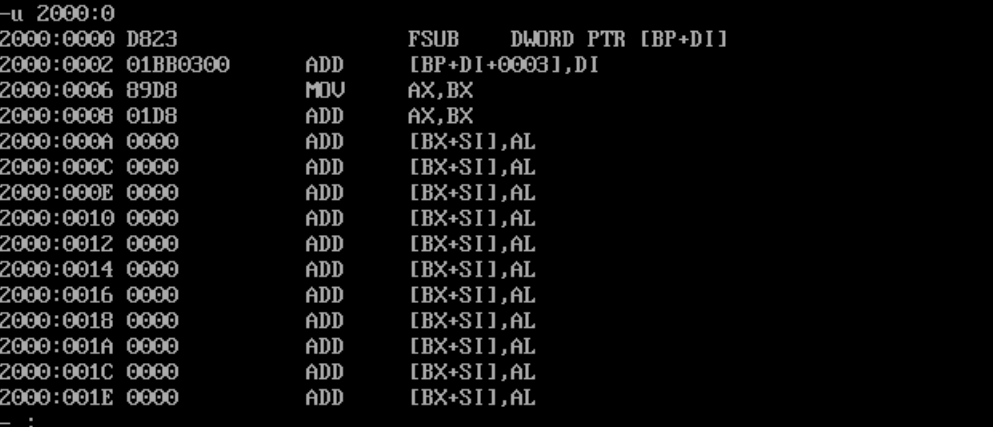 -u 2000:0
2000:0000 D823 FSUB DWORD PTR [BP+DI]
2000:0002 01BB0300 ADD [BP+DI+0003],DI
2000:0006 89D8 MOV AX,BX
2000:0008 01D8 ADD AX,BX
2000:000A 0000 ADD [BX+SI],AL
2000:000C 0000 ADD [BX+SI],AL
2000:000E 0000 ADD [BX+SI],AL
2000:0010 0000 ADD [BX+SI],AL
2000:0012 0000 ADD [BX+SI],AL
2000:0014 0000 ADD [BX+SI],AL
2000:0016 0000 ADD [BX+SI],AL
2000:0018 0000 ADD [BX+SI],AL
2000:001A 0000 ADD [BX+SI],AL
2000:001C 0000 ADD [BX+SI],AL
2000:001E 0000 ADD [BX+SI],AL
-